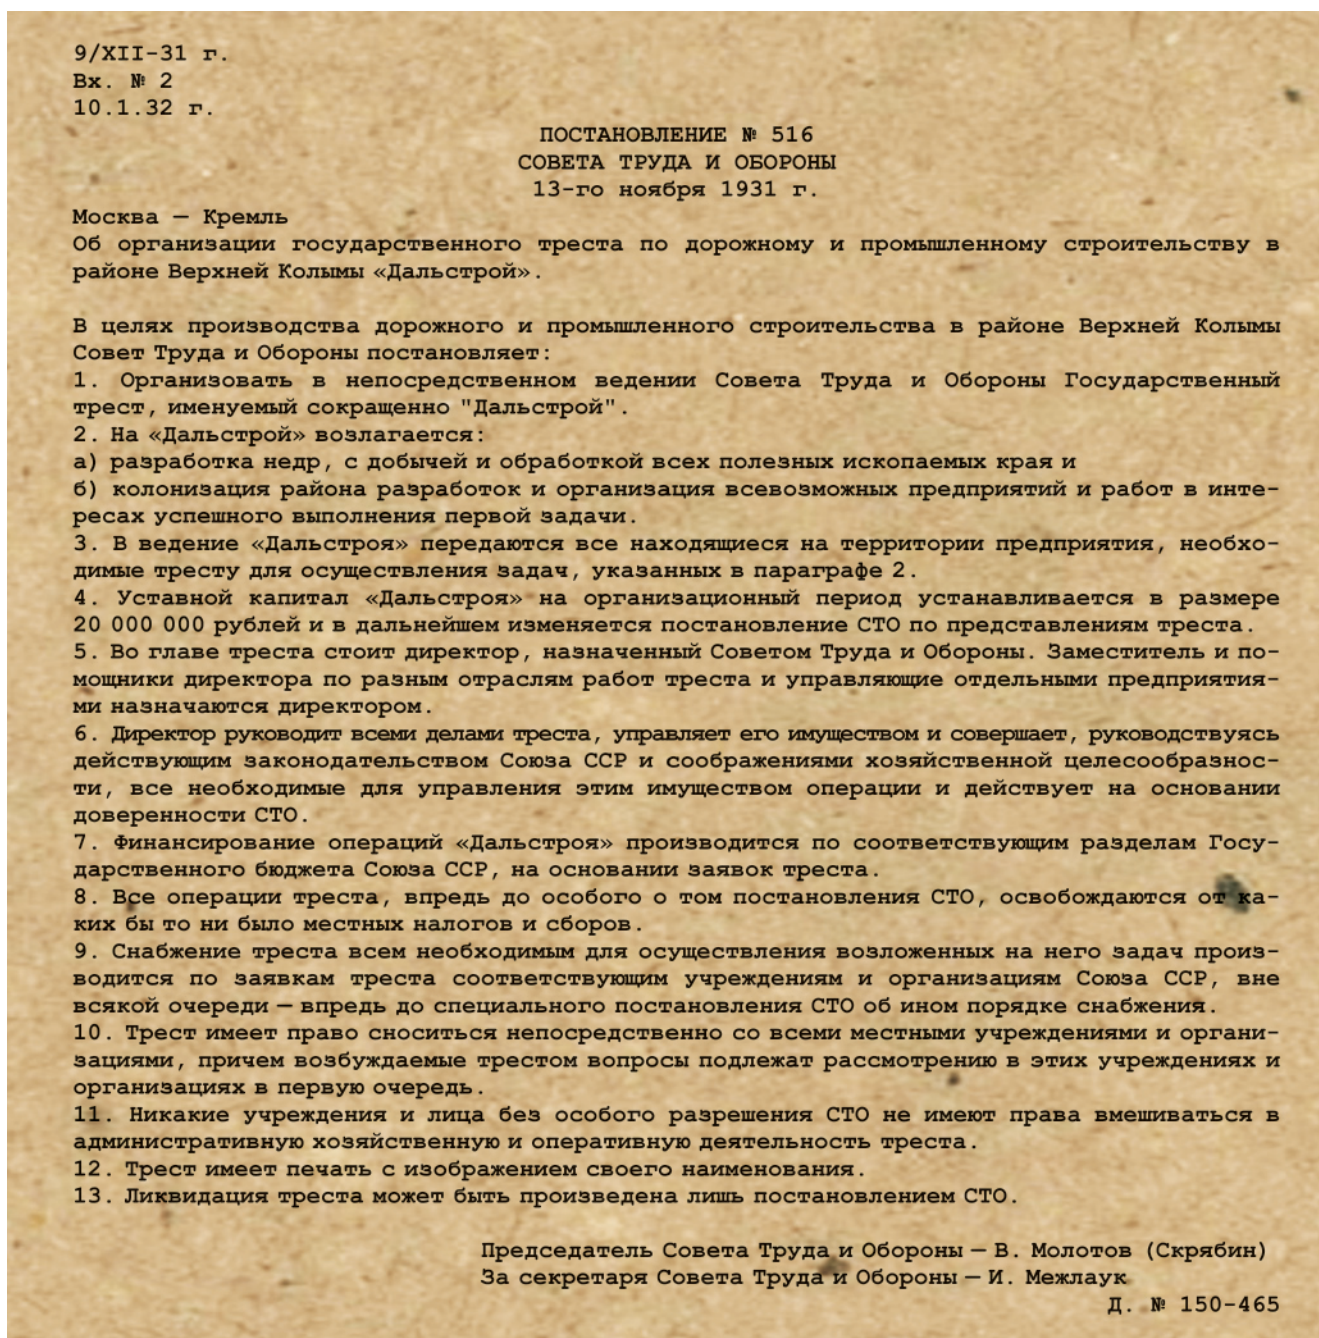 9/XII-31 г.
Вх. № 2
10.1.32 г.
ПОСТАНОВЛЕНИЕ № 516
СОВЕТА ТРУДА И ОБОРОНЫ
13-го ноября 1931 г.
Москва — Кремль
Об организации государственного треста по дорожному и промышленному строительству в
районе Верхней Колымы «Дальстрой».
В целях производства дорожного и промышленного строительства в районе Верхней Колымы
Совет Труда и Обороны постановляет:
1. Организовать в непосредственном ведении Совета Труда и Обороны Государственный
трест, именуемый сокращенно "Дальстрой".
2. На «Дальстрой» возлагается:
а) разработка недр, с добычей и обработкой всех полезных ископаемых края и
б) колонизация района разработок и организация всевозможных предприятий и работ в инте-
ресах успешного выполнения первой задачи.
3. В ведение «Дальстроя» передаются все находящиеся на территории предприятия, необхо-
димые тресту для осуществления задач, указанных в параграфе 2.
4. Уставной капитал «Дальстроя» на организационный период устанавливается в размере
20 000 000 рублей и в дальнейшем изменяется постановление СТО по представлениям треста.
5. Во главе треста стоит директор, назначенный Советом Труда и Обороны. Заместитель и по-
мощники директора по разным отраслям работ треста и управляющие отдельными предприятия-
ми назначаются директором.
6. Директор руководит всеми делами треста, управляет его имуществом и совершает, руководствуясь
действующим законодательством Союза ССР и соображениями хозяйственной целесообразнос-
ти, все необходимые для управления этим имуществом операции и действует на основании
доверенности СТО.
7. Финансирование операций «Дальстроя» производится по соответствующим разделам Госу-
дарственного бюджета Союза ССР, на основании заявок треста.
8. Все операции треста, впредь до особого о том постановления СТО, освобождаются от ка-
ких бы то ни было местных налогов и сборов.
9. Снабжение треста всем необходимым для осуществления возложенных на него задач произ-
водится по заявкам треста соответствующим учреждениям и организациям Союза ССР, вне
всякой очереди — впредь до специального постановления СТО об ином порядке снабжения.
10. Трест имеет право сноситься непосредственно со всеми местными учреждениями и органи-
зациями, причем возбуждаемые трестом вопросы подлежат рассмотрению в этих учреждениях и
организациях в первую очередь.
11. Никакие учреждения и лица без особого разрешения СТО не имеют права вмешиваться в
административную хозяйственную и оперативную деятельность треста.
12. Трест имеет печать с изображением своего наименования.
13. Ликвидация треста может быть произведена лишь постановлением СТО.
Председатель Совета Труда и Обороны — В. Молотов (Скрябин)
За секретаря Совета Труда и Обороны — И. Межлаук
Д. № 150-465